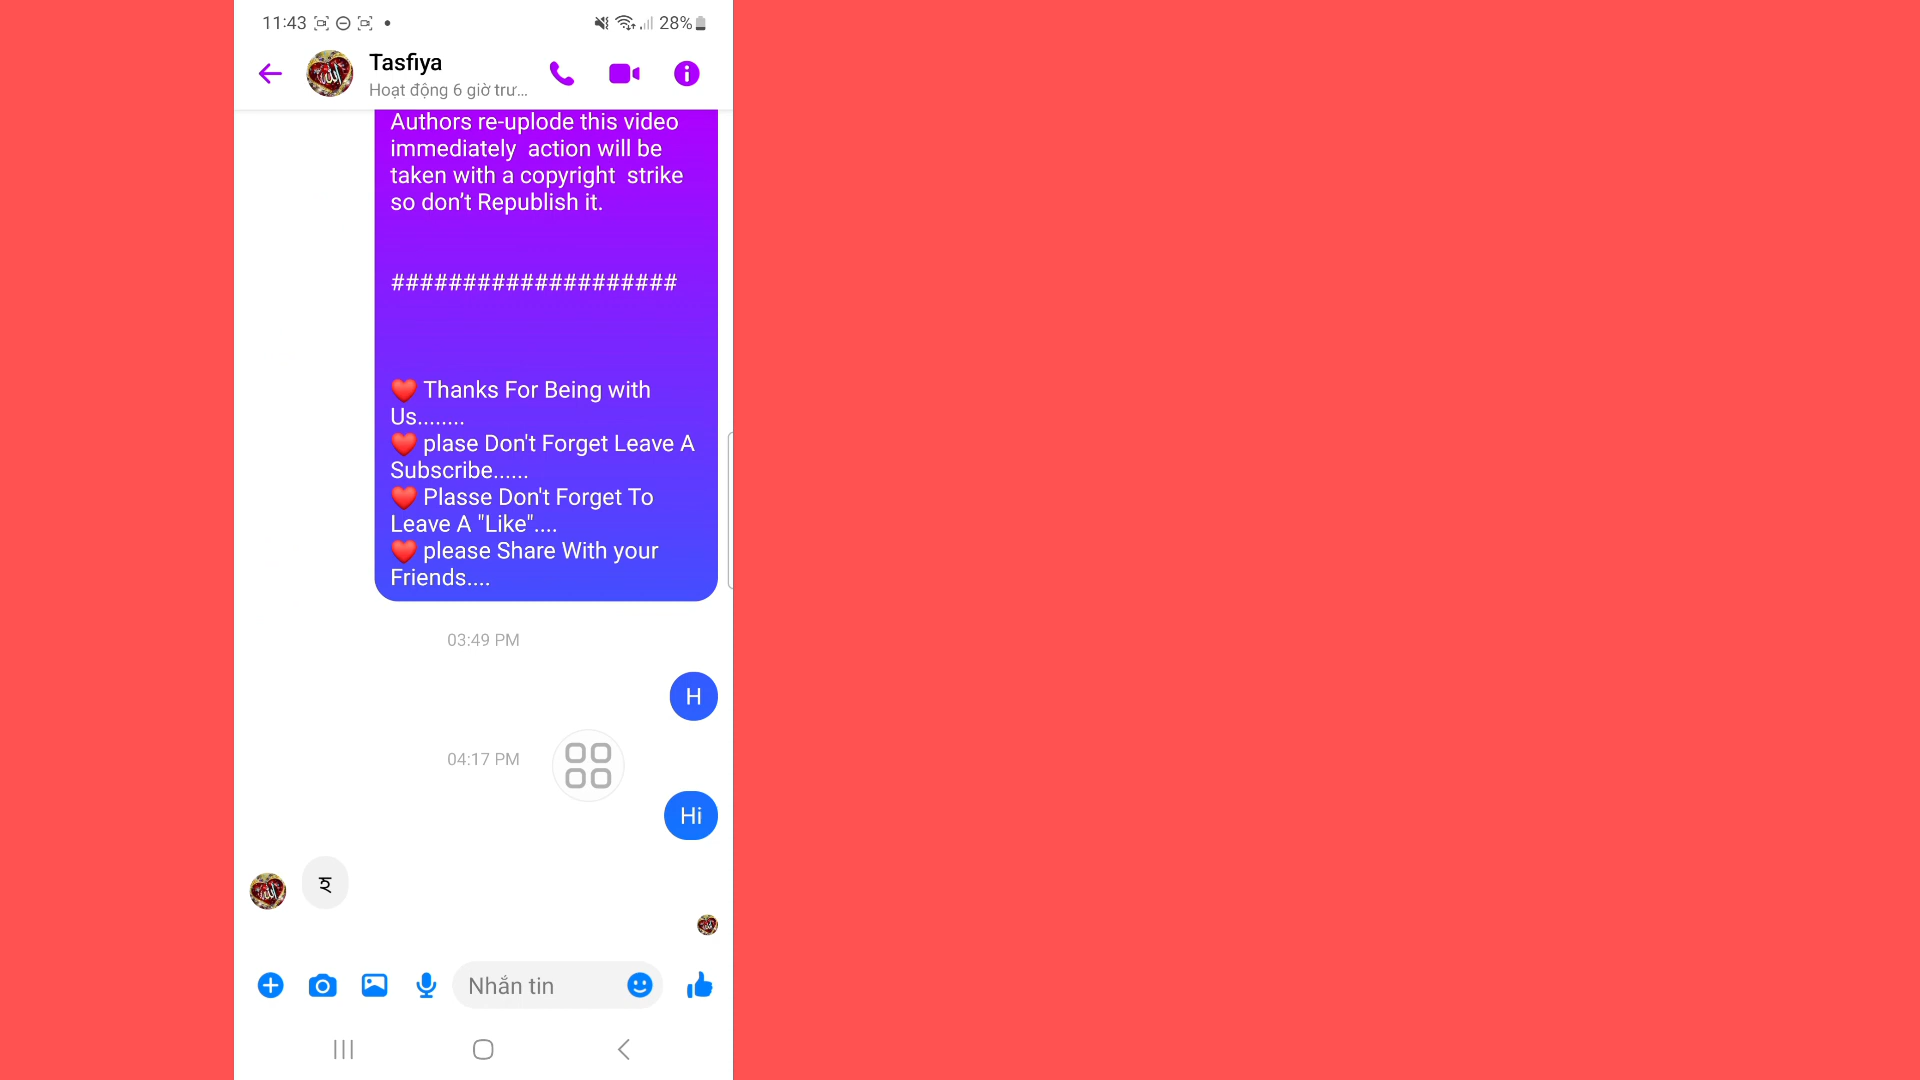 11:43
28%
Tasfiya
Hoạt động 6 giờ trư...
Authors re-uplode this video
immediately  action will be
taken with a copyright  strike
so don’t Republish it.
####################
❤️ Thanks For Being with
Us........
❤️ plase Don't Forget Leave A
Subscribe......
❤️ Plasse Don't Forget To
Leave A "Like"....
❤️ please Share With your
Friends....
03:49 PM
H
04:17 PM
Hi
হ
Nhắn tin